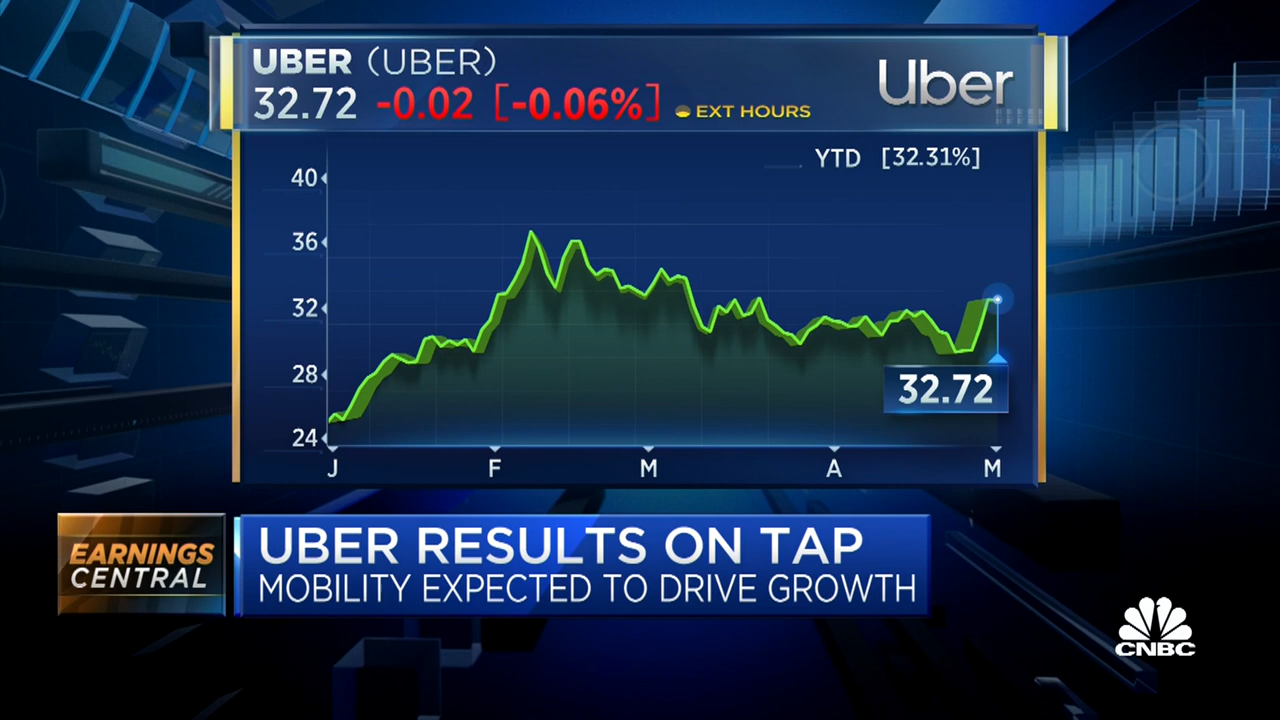 UBER (UBER)
Uber
32.72 -0.02 [-0.06%] EXT HOURS
YTD [32.31%]
40
36
32
28
24
32.72
J F M A M
EARNINGS
CENTRAL
UBER RESULTS ON TAP
MOBILITY EXPECTED TO DRIVE GROWTH
CNBC